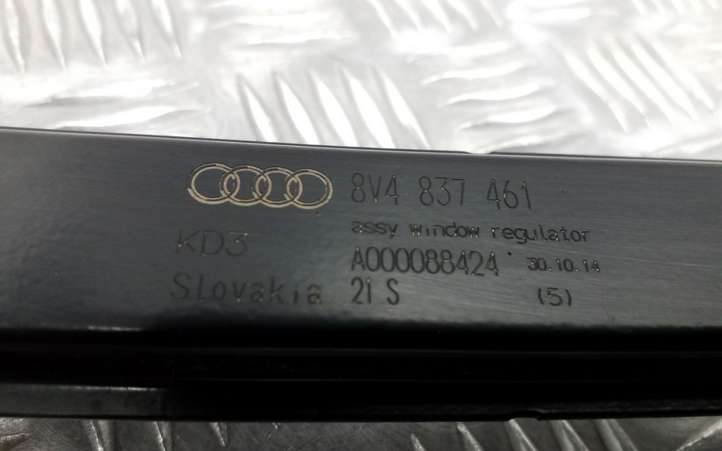 8V4 837 461
assy window regulator
KD3
A000088424 30.10.14
Slovakia 21 S (5)